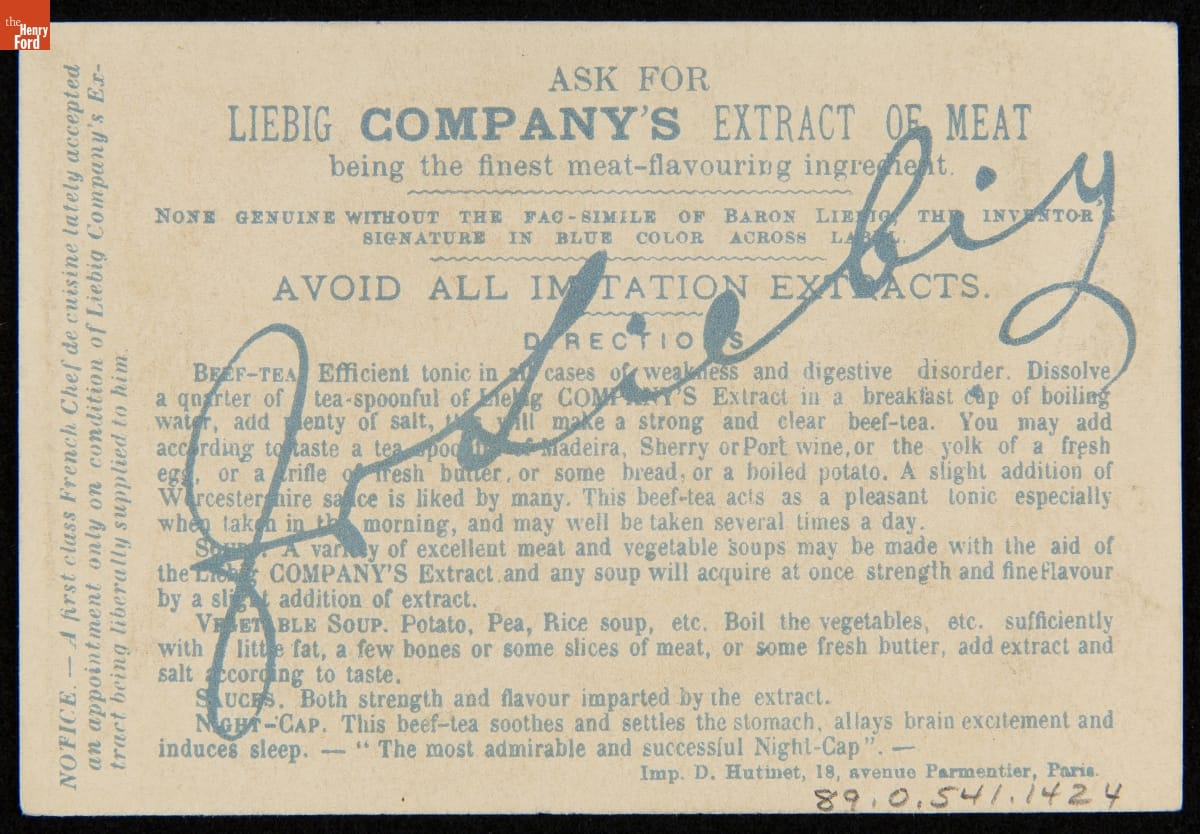 the
Henry
Ford
ASK FOR
LIEBIG COMPANY'S EXTRACT OF MEAT
being the finest meat-flavouring ingredient.
NONE GENUINE WITHOUT THE FAC-SIMILE OF BARON LIEBIG, THE INVENTOR'S
SIGNATURE IN BLUE COLOR ACROSS LABEL.
AVOID ALL IMITATION EXTRACTS.
DIRECTIONS
BEEF-TEA. Efficient tonic in all cases of weakness and digestive disorder. Dissolve
a quarter of a tea-spoonful of Liebig COMPANY'S Extract in a breakfast cup of boiling
water, add plenty of salt, this will make a strong and clear beef-tea. You may add
according to taste a tea-spoonful of Madeira, Sherry or Port wine, or the yolk of a fresh
egg, or a trifle of fresh butter, or some bread, or a boiled potato. A slight addition of
Worcestershire sauce is liked by many. This beef-tea acts as a pleasant tonic especially
when taken in the morning, and may well be taken several times a day.
SOUPS. A variety of excellent meat and vegetable soups may be made with the aid of
the Liebig COMPANY'S Extract and any soup will acquire at once strength and fine flavour
by a slight addition of extract.
VEGETABLE SOUP. Potato, Pea, Rice soup, etc. Boil the vegetables, etc. sufficiently
with a little fat, a few bones or some slices of meat, or some fresh butter, add extract and
salt according to taste.
SAUCES. Both strength and flavour imparted by the extract.
NIGHT-CAP. This beef-tea soothes and settles the stomach, allays brain excitement and
induces sleep. — "The most admirable and successful Night-Cap". —
Imp. D. Hutinet, 18, avenue Parmentier, Paris.
89.0.541.1424
J v Liebig
NOTICE. — A first class French Chef de cuisine lately accepted
an appointment only on condition of Liebig Company's Ex-
tract being liberally supplied to him.